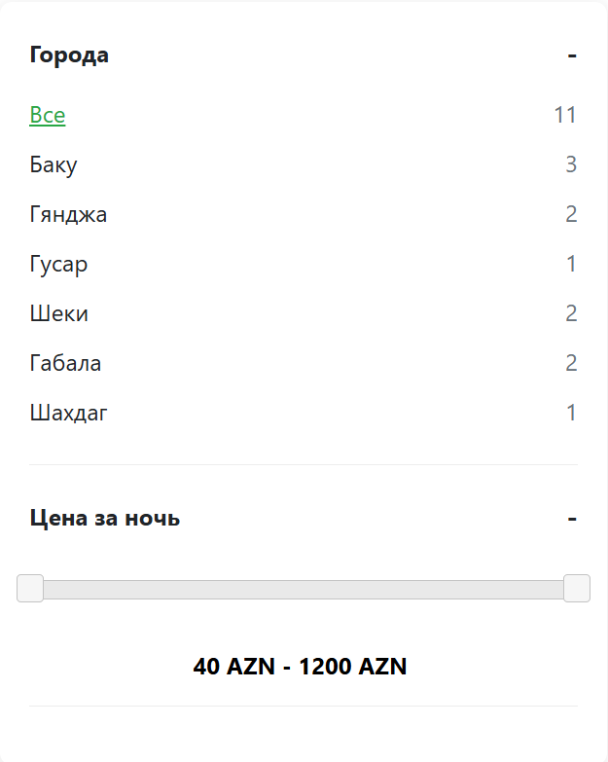 Города -
Все 11
Баку 3
Гянджа 2
Гусар 1
Шеки 2
Габала 2
Шахдаг 1
Цена за ночь -
40 AZN - 1200 AZN